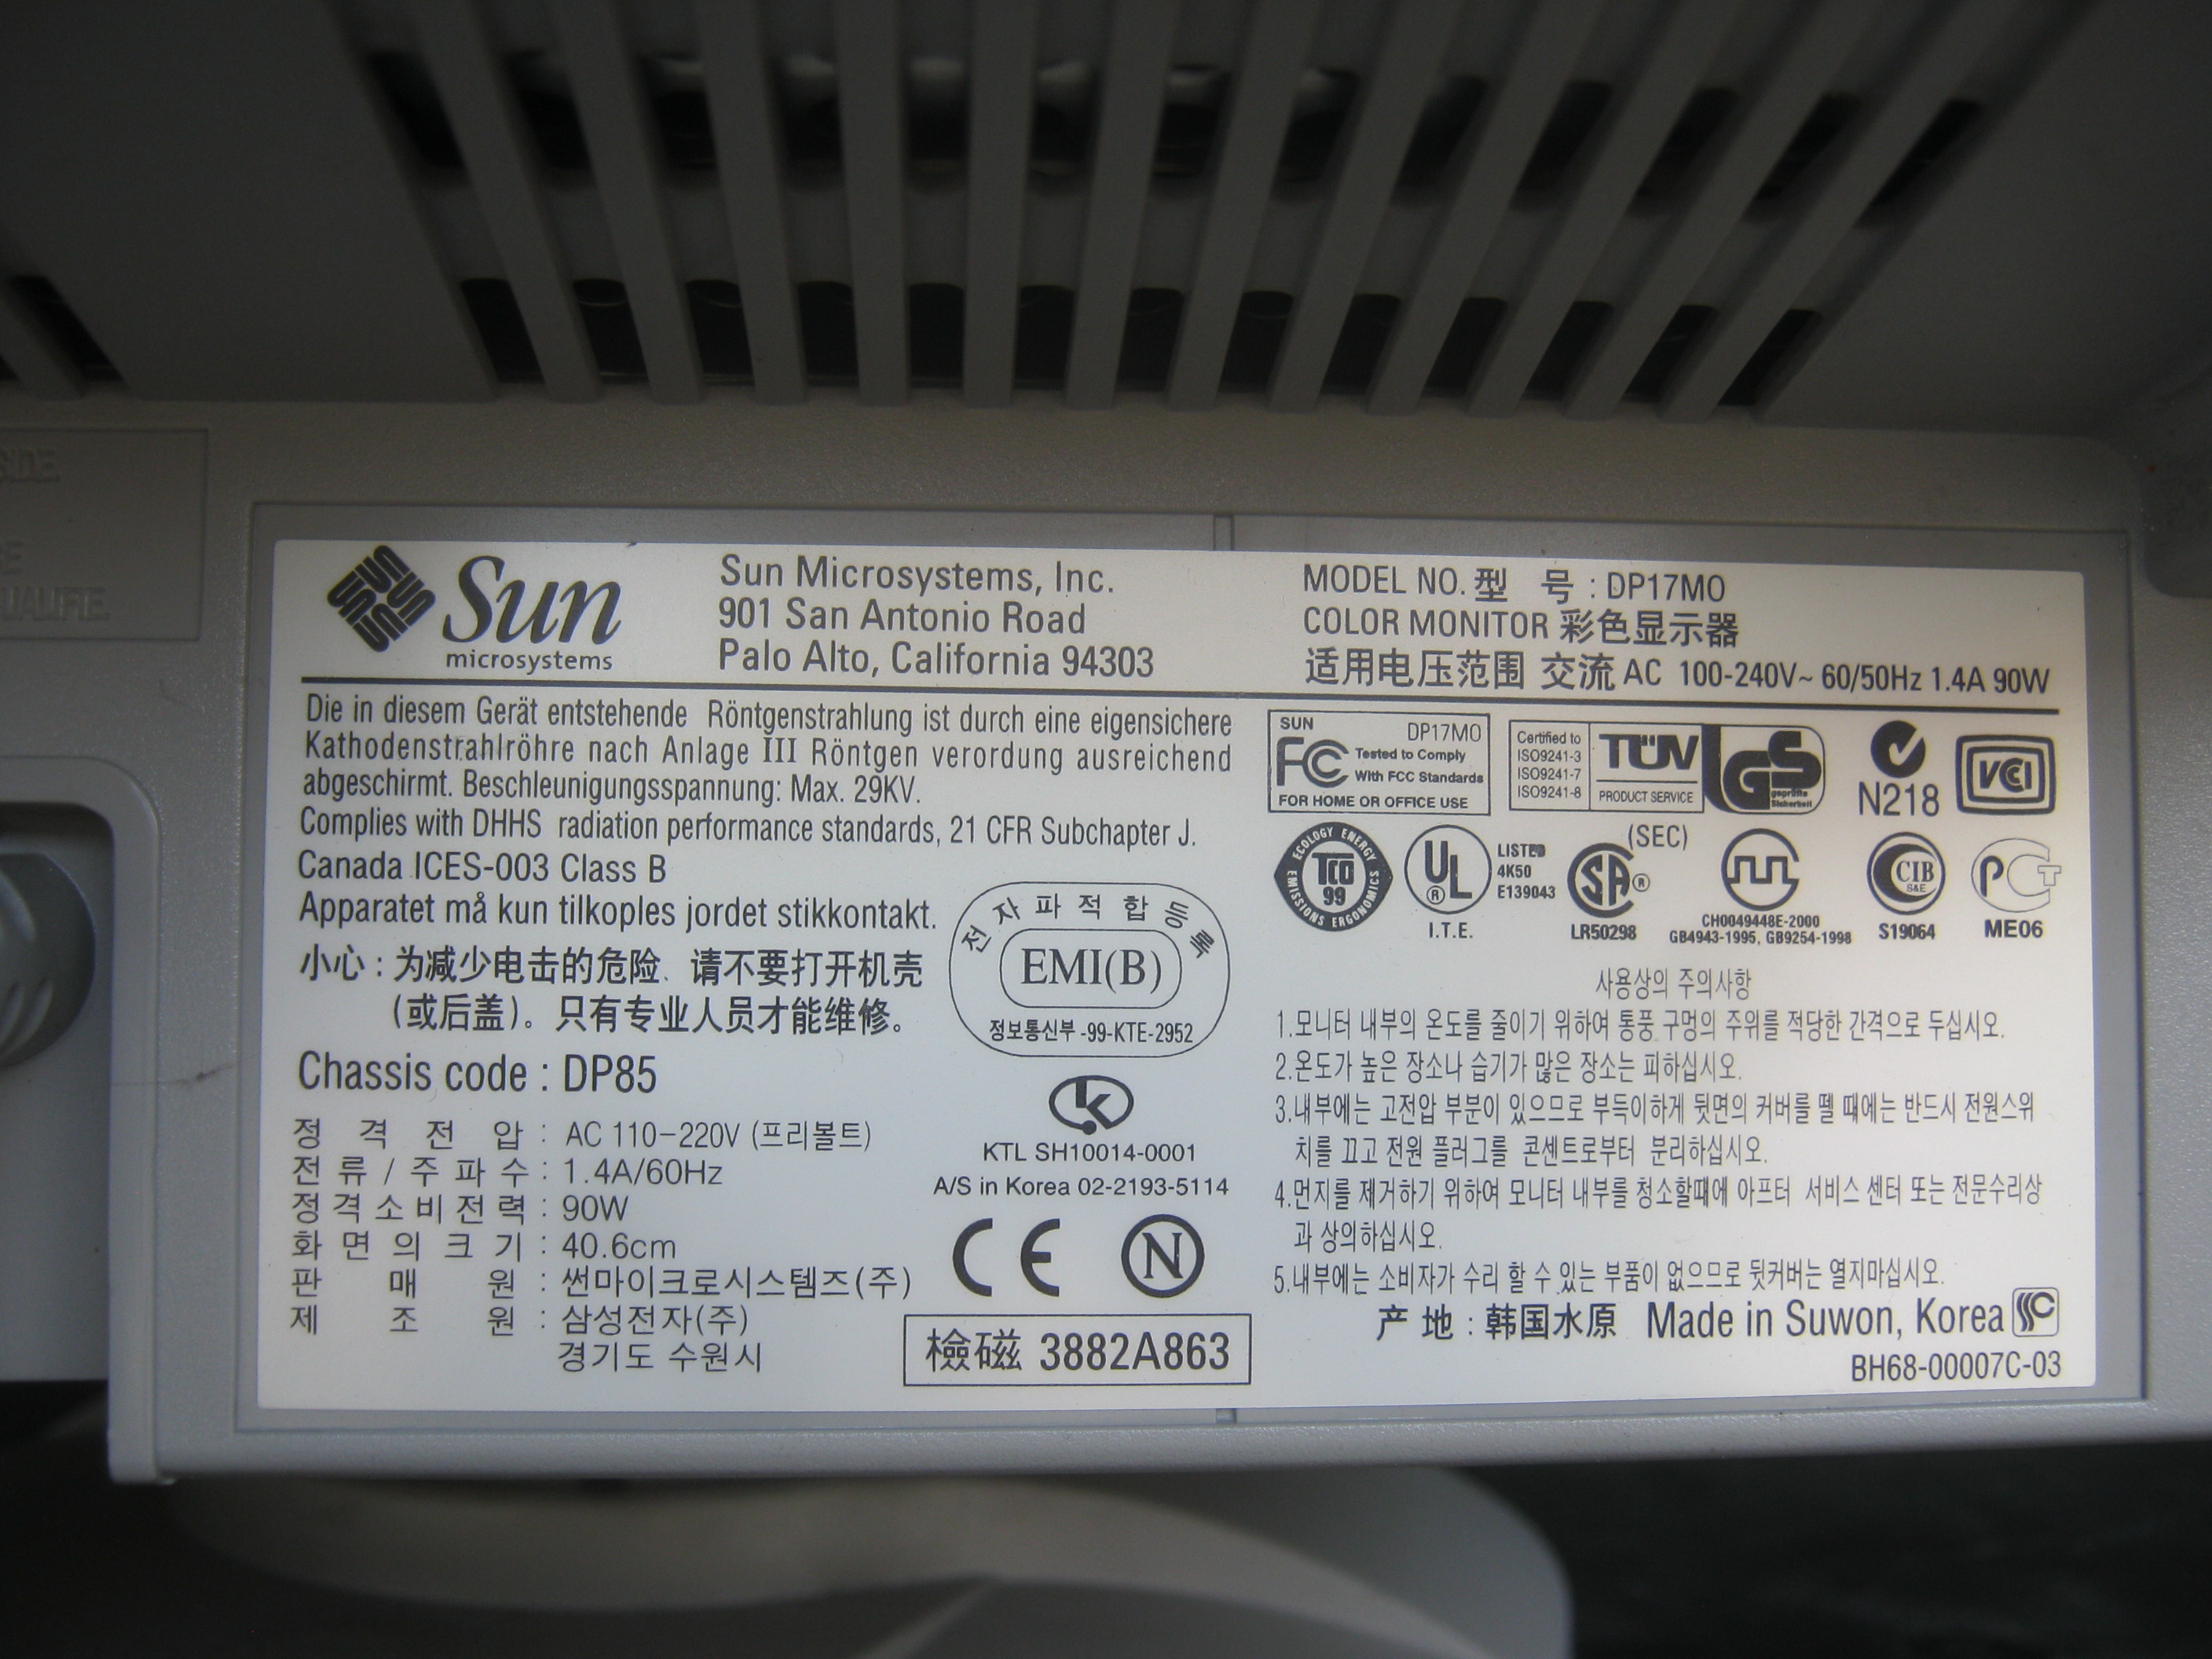 SIDE.
UALIFIE.
Sun
microsystems
Sun Microsystems, Inc.
901 San Antonio Road
Palo Alto, California 94303
MODEL NO. 型 号 : DP17MO
COLOR MONITOR 彩色显示器
适用电压范围 交流 AC 100-240V~ 60/50Hz 1.4A 90W
Die in diesem Gerät entstehende Röntgenstrahlung ist durch eine eigensichere
Kathodenstrahlröhre nach Anlage III Röntgen verordung ausreichend
abgeschirmt. Beschleunigungsspannung: Max. 29KV.
Complies with DHHS radiation performance standards, 21 CFR Subchapter J.
Canada ICES-003 Class B
Apparatet må kun tilkoples jordet stikkontakt.
小心 : 为减少电击的危险、请不要打开机壳
(或后盖)。只有专业人员才能维修。
Chassis code : DP85
전자파적합등록
EMI(B)
정보통신부 -99-KTE-2952
정 격 전 압 : AC 110-220V (프리볼트)
전 류 / 주 파 수 : 1.4A/60Hz
정 격 소 비 전 력 : 90W
화 면 의 크 기 : 40.6cm
판 매 원 : 썬마이크로시스템즈(주)
제 조 원 : 삼성전자(주)
경기도 수원시
K
KTL SH10014-0001
A/S in Korea 02-2193-5114
CE N
檢磁 3882A863
SUN DP17MO
FC Tested to Comply
With FCC Standards
FOR HOME OR OFFICE USE
Certified to
ISO9241-3
ISO9241-7
ISO9241-8
TÜV
PRODUCT SERVICE
GS
geprüfte
Sicherheit
N218
VCI
ECOLOGY ENERGY
TCO
99
EMISSIONS ERGONOMICS
UL ®
LISTED
4K50
E139043
I.T.E.
(SEC)
SA ®
LR50298
CH0049448E-2000
GB4943-1995, GB9254-1998
CIB
S&E
S19064
PCT
ME06
사용상의 주의사항
1.모니터 내부의 온도를 줄이기 위하여 통풍 구멍의 주위를 적당한 간격으로 두십시오.
2.온도가 높은 장소나 습기가 많은 장소는 피하십시오.
3.내부에는 고전압 부분이 있으므로 부득이하게 뒷면의 커버를 뗄 때에는 반드시 전원스위
치를 끄고 전원 플러그를 콘센트로부터 분리하십시오.
4.먼지를 제거하기 위하여 모니터 내부를 청소할때에 아프터 서비스 센터 또는 전문수리상
과 상의하십시오.
5.내부에는 소비자가 수리 할 수 있는 부품이 없으므로 뒷커버는 열지마십시오.
产 地 : 韩国水原 Made in Suwon, Korea
BH68-00007C-03